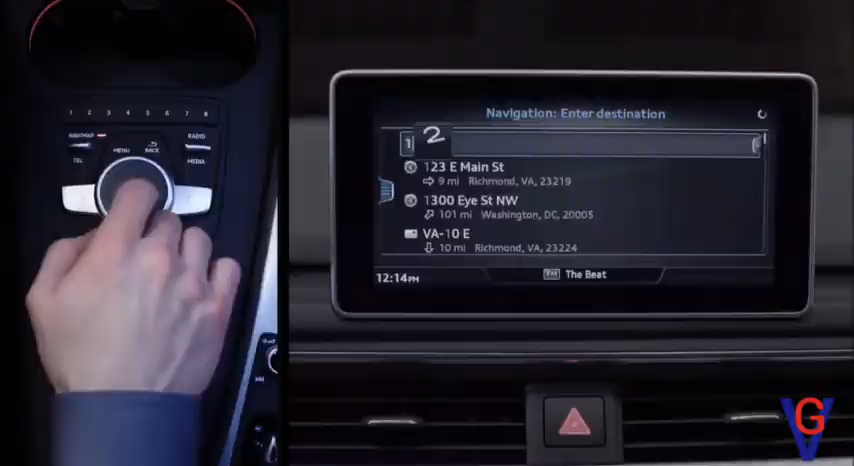 1 2 3 4 5 6 7 8
NAV/MAP
RADIO
MENU
BACK
TEL
MEDIA
Navigation: Enter destination
1 2
123 E Main St
9 mi Richmond, VA, 23219
1300 Eye St NW
101 mi Washington, DC, 20005
VA-10 E
10 mi Richmond, VA, 23224
12:14PM
FM The Beat
VG